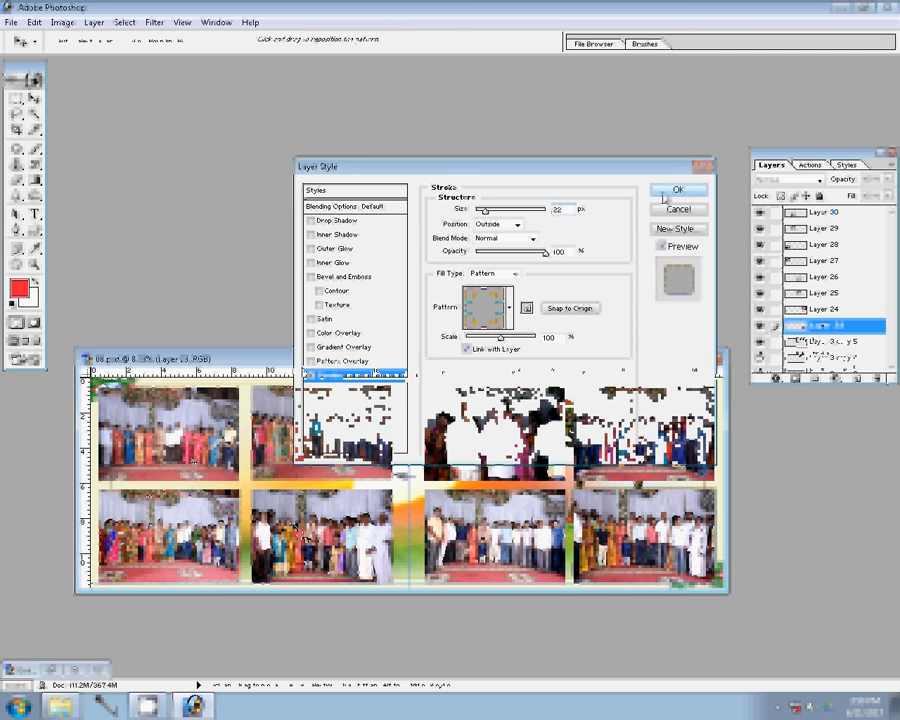 Adobe Photoshop
File Edit Image Layer Select Filter View Window Help
Click and drag to reposition the pattern.
File Browser Brushes
Layer Style
Styles
Blending Options: Default
Drop Shadow
Inner Shadow
Outer Glow
Inner Glow
Bevel and Emboss
Contour
Texture
Satin
Color Overlay
Gradient Overlay
Pattern Overlay
Stroke
Structure
Size: 22 px
Position: Outside
Blend Mode: Normal
Opacity: 100 %
Fill Type: Pattern
Pattern:
Snap to Origin
Scale: 100 %
Link with Layer
OK
Cancel
New Style...
Preview
Layers Actions Styles
Opacity:
Lock: Fill:
Layer 30
Layer 29
Layer 28
Layer 27
Layer 26
Layer 25
Layer 24
Doc: 111.2M/367.4M